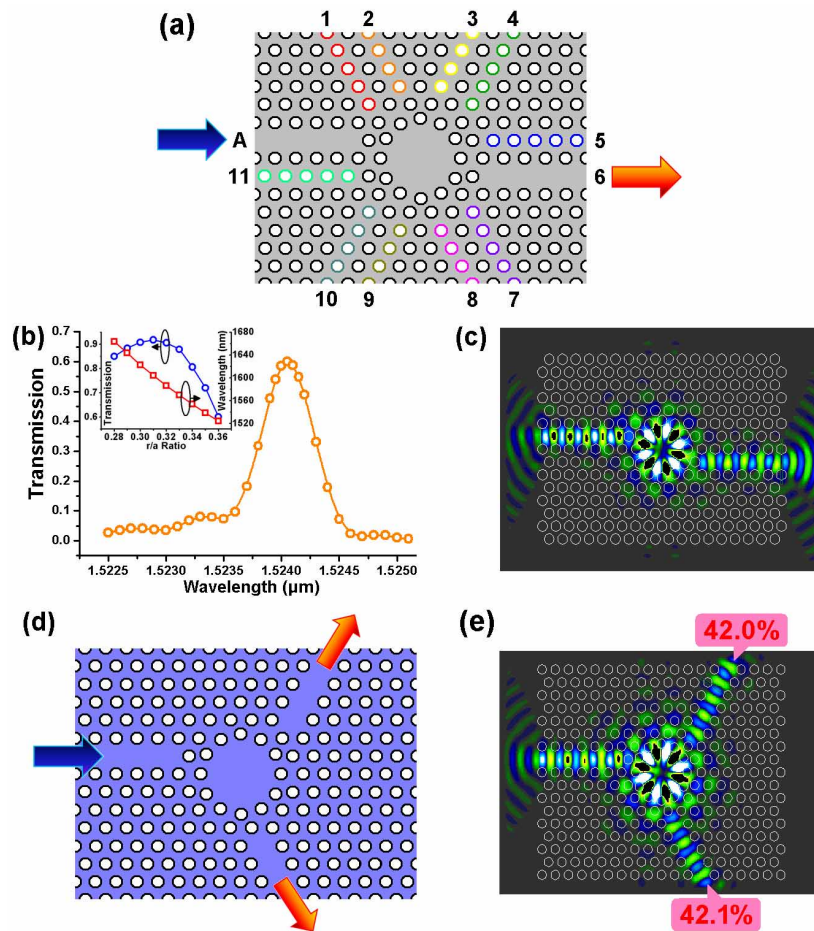 (a)
1 2 3 4
A 5
11 6
10 9 8 7
(b)
Transmission
0.7
0.6
0.5
0.4
0.3
0.2
0.1
0.0
1.5225 1.5230 1.5235 1.5240 1.5245 1.5250
Wavelength (µm)
Transmission
0.9
0.8
0.7
0.6
0.28 0.30 0.32 0.34 0.36
r/a Ratio
1680
1640
1600
1560
1520
Wavelength (nm)
(c)
(d)
(e)
42.0%
42.1%